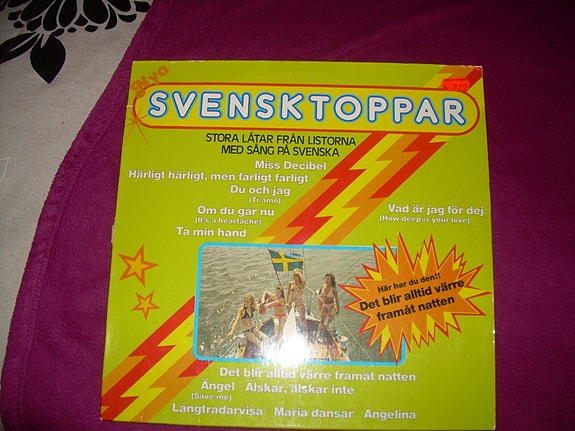 Nya
SVENSKTOPPAR
STORA LÅTAR FRÅN LISTORNA
MED SÅNG PÅ SVENSKA
Miss Decibel
Härligt härligt, men farligt farligt
Du och jag
(Ti amo)
Om du går nu
(It's a heartache)
Ta min hand
Vad är jag för dej
(How deep is your love)
Här har du den!!
Det blir alltid värre
framåt natten
Det blir alltid värre framåt natten
Ängel Älskar, älskar inte
(Save me)
Långtradarvisa Maria dansar Angelina